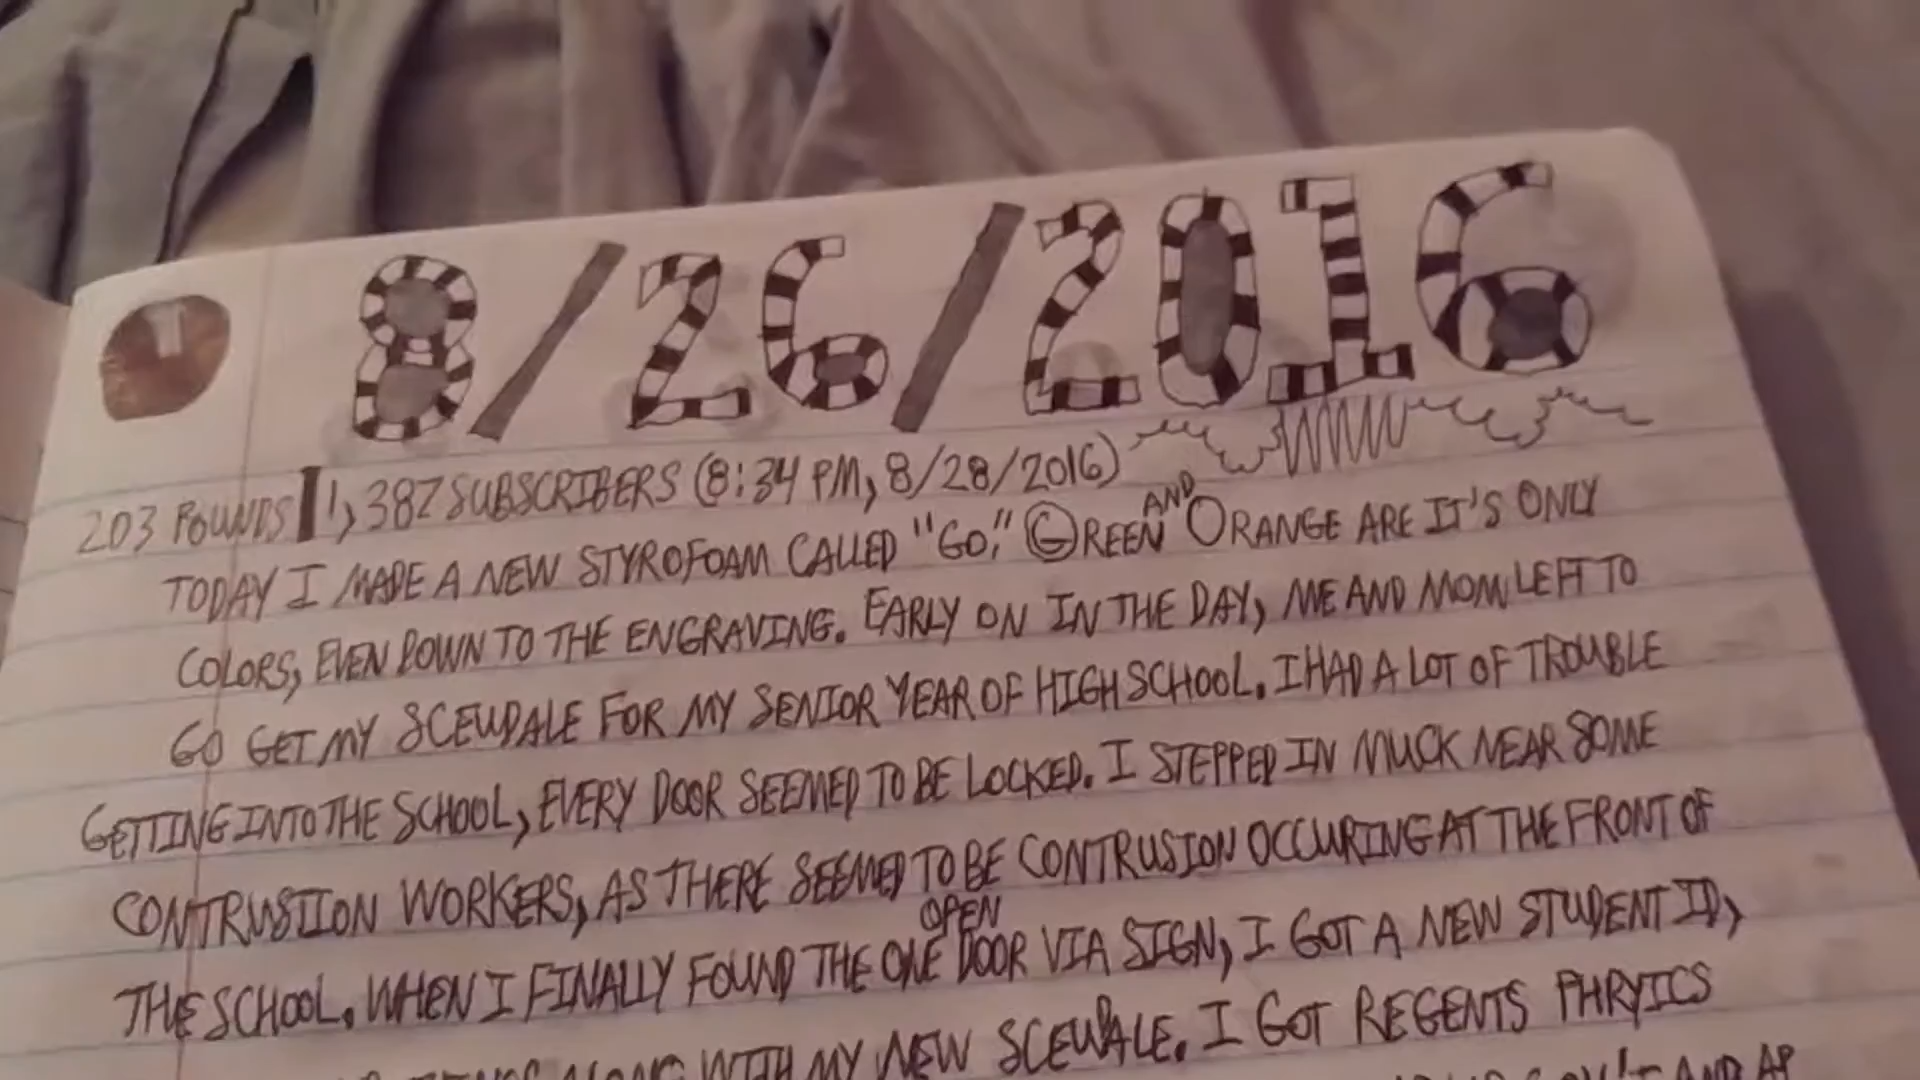 8/26/2016
203 POUNDS 1,387 SUBSCRIBERS (8:34 PM, 8/28/2016)
TODAY I MADE A NEW STYROFOAM CALLED "GO." GREEN AND ORANGE ARE IT'S ONLY
COLORS, EVEN DOWN TO THE ENGRAVING. EARLY ON IN THE DAY, ME AND MOM LEFT TO
GO GET MY SCEWDALE FOR MY SENIOR YEAR OF HIGH SCHOOL. I HAD A LOT OF TROUBLE
GETTING INTO THE SCHOOL, EVERY DOOR SEEMED TO BE LOCKED. I STEPPED IN MUCK NEAR SOME
CONTRUSTION WORKERS, AS THERE SEEMED TO BE CONTRUSION OCCURING AT THE FRONT OF
THE SCHOOL. WHEN I FINALLY FOUND THE ONE OPEN DOOR VIA SIGN, I GOT A NEW STUDENT ID,
ALONG WITH MY NEW SCEWDALE. I GOT REGENTS PHRYICS
AND AP